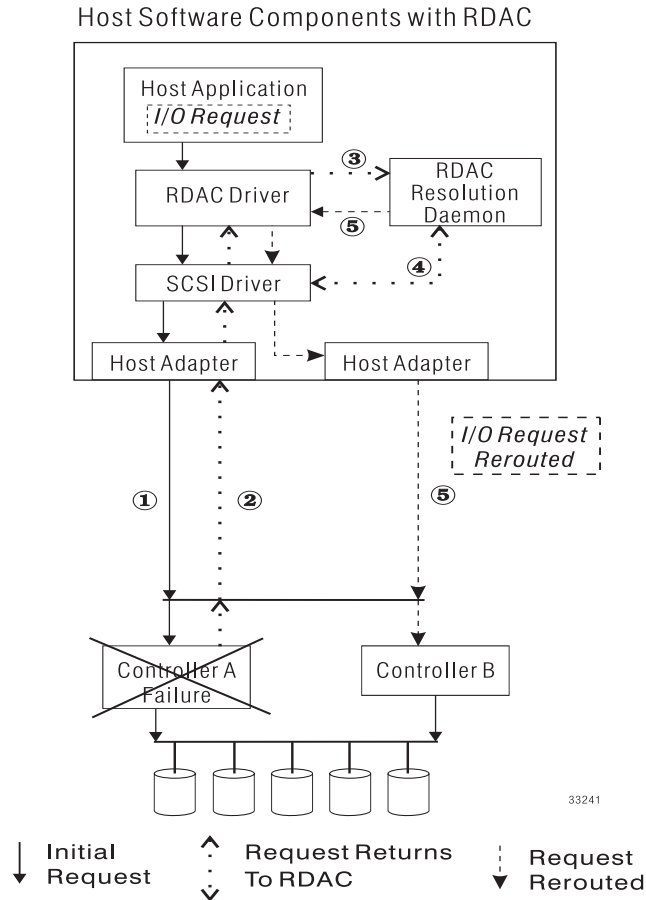 Host Software Components with RDAC
Host Application
I/O Request
③
RDAC Driver
RDAC
Resolution
Daemon
⑤
④
SCSI Driver
Host Adapter
Host Adapter
I/O Request
Rerouted
①
②
⑤
Controller A
Failure
Controller B
33241
Initial
Request
Request Returns
To RDAC
Request
Rerouted